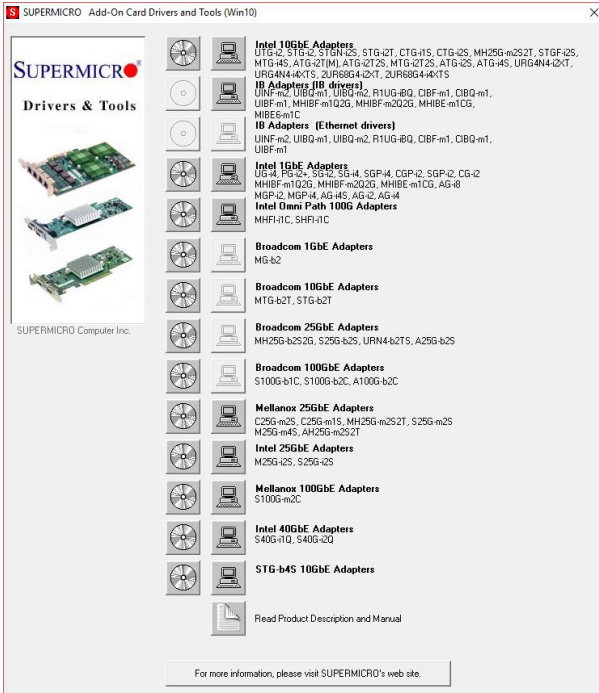 SUPERMICRO Add-On Card Drivers and Tools (Win10)
SUPERMICRO
Drivers & Tools
SUPERMICRO Computer Inc.
Intel 10GbE Adapters
UTG-i2, STG-i2, STGN-i2S, STG-i2T, CTG-i1S, CTG-i2S, MH25G-m2S2T, STGF-i2S,
MTG-i4S, ATG-i2T(M), ATG-i2T2S, MTG-i2T2S, ATG-i2S, ATG-i4S, URG4N4-i2XT,
URG4N4-i4XTS, 2UR68G4-i2XT, 2UR68G4-i4XTS
IB Adapters (IB drivers)
UINF-m2, UIBQ-m1, UIBQ-m2, R1UG-iBQ, CIBF-m1, CIBQ-m1,
UIBF-m1, MHIBF-m1Q2G, MHIBF-m2Q2G, MHIBE-m1CG,
MIBE6-m1C
IB Adapters (Ethernet drivers)
UINF-m2, UIBQ-m1, UIBQ-m2, R1UG-iBQ, CIBF-m1, CIBQ-m1,
UIBF-m1
Intel 1GbE Adapters
UG-i4, PG-i2+, SG-i2, SG-i4, SGP-i4, CGP-i2, SGP-i2, CG-i2
MHIBF-m1Q2G, MHIBF-m2Q2G, MHIBE-m1CG, AG-i8
MGP-i2, MGP-i4, AG-i4S, AG-i2, AG-i4
Intel Omni Path 100G Adapters
MHFI-i1C, SHFI-i1C
Broadcom 1GbE Adapters
MG-b2
Broadcom 10GbE Adapters
MTG-b2T, STG-b2T
Broadcom 25GbE Adapters
MH25G-b2S2G, S25G-b2S, URN4-b2TS, A25G-b2S
Broadcom 100GbE Adapters
S100G-b1C, S100G-b2C, A100G-b2C
Mellanox 25GbE Adapters
C25G-m2S, C25G-m1S, MH25G-m2S2T, S25G-m2S
M25G-m4S, AH25G-m2S2T
Intel 25GbE Adapters
M25G-i2S, S25G-i2S
Mellanox 100GbE Adapters
S100G-m2C
Intel 40GbE Adapters
S40G-i1Q, S40G-i2Q
STG-b4S 10GbE Adapters
Read Product Description and Manual
For more information, please visit SUPERMICRO's web site.